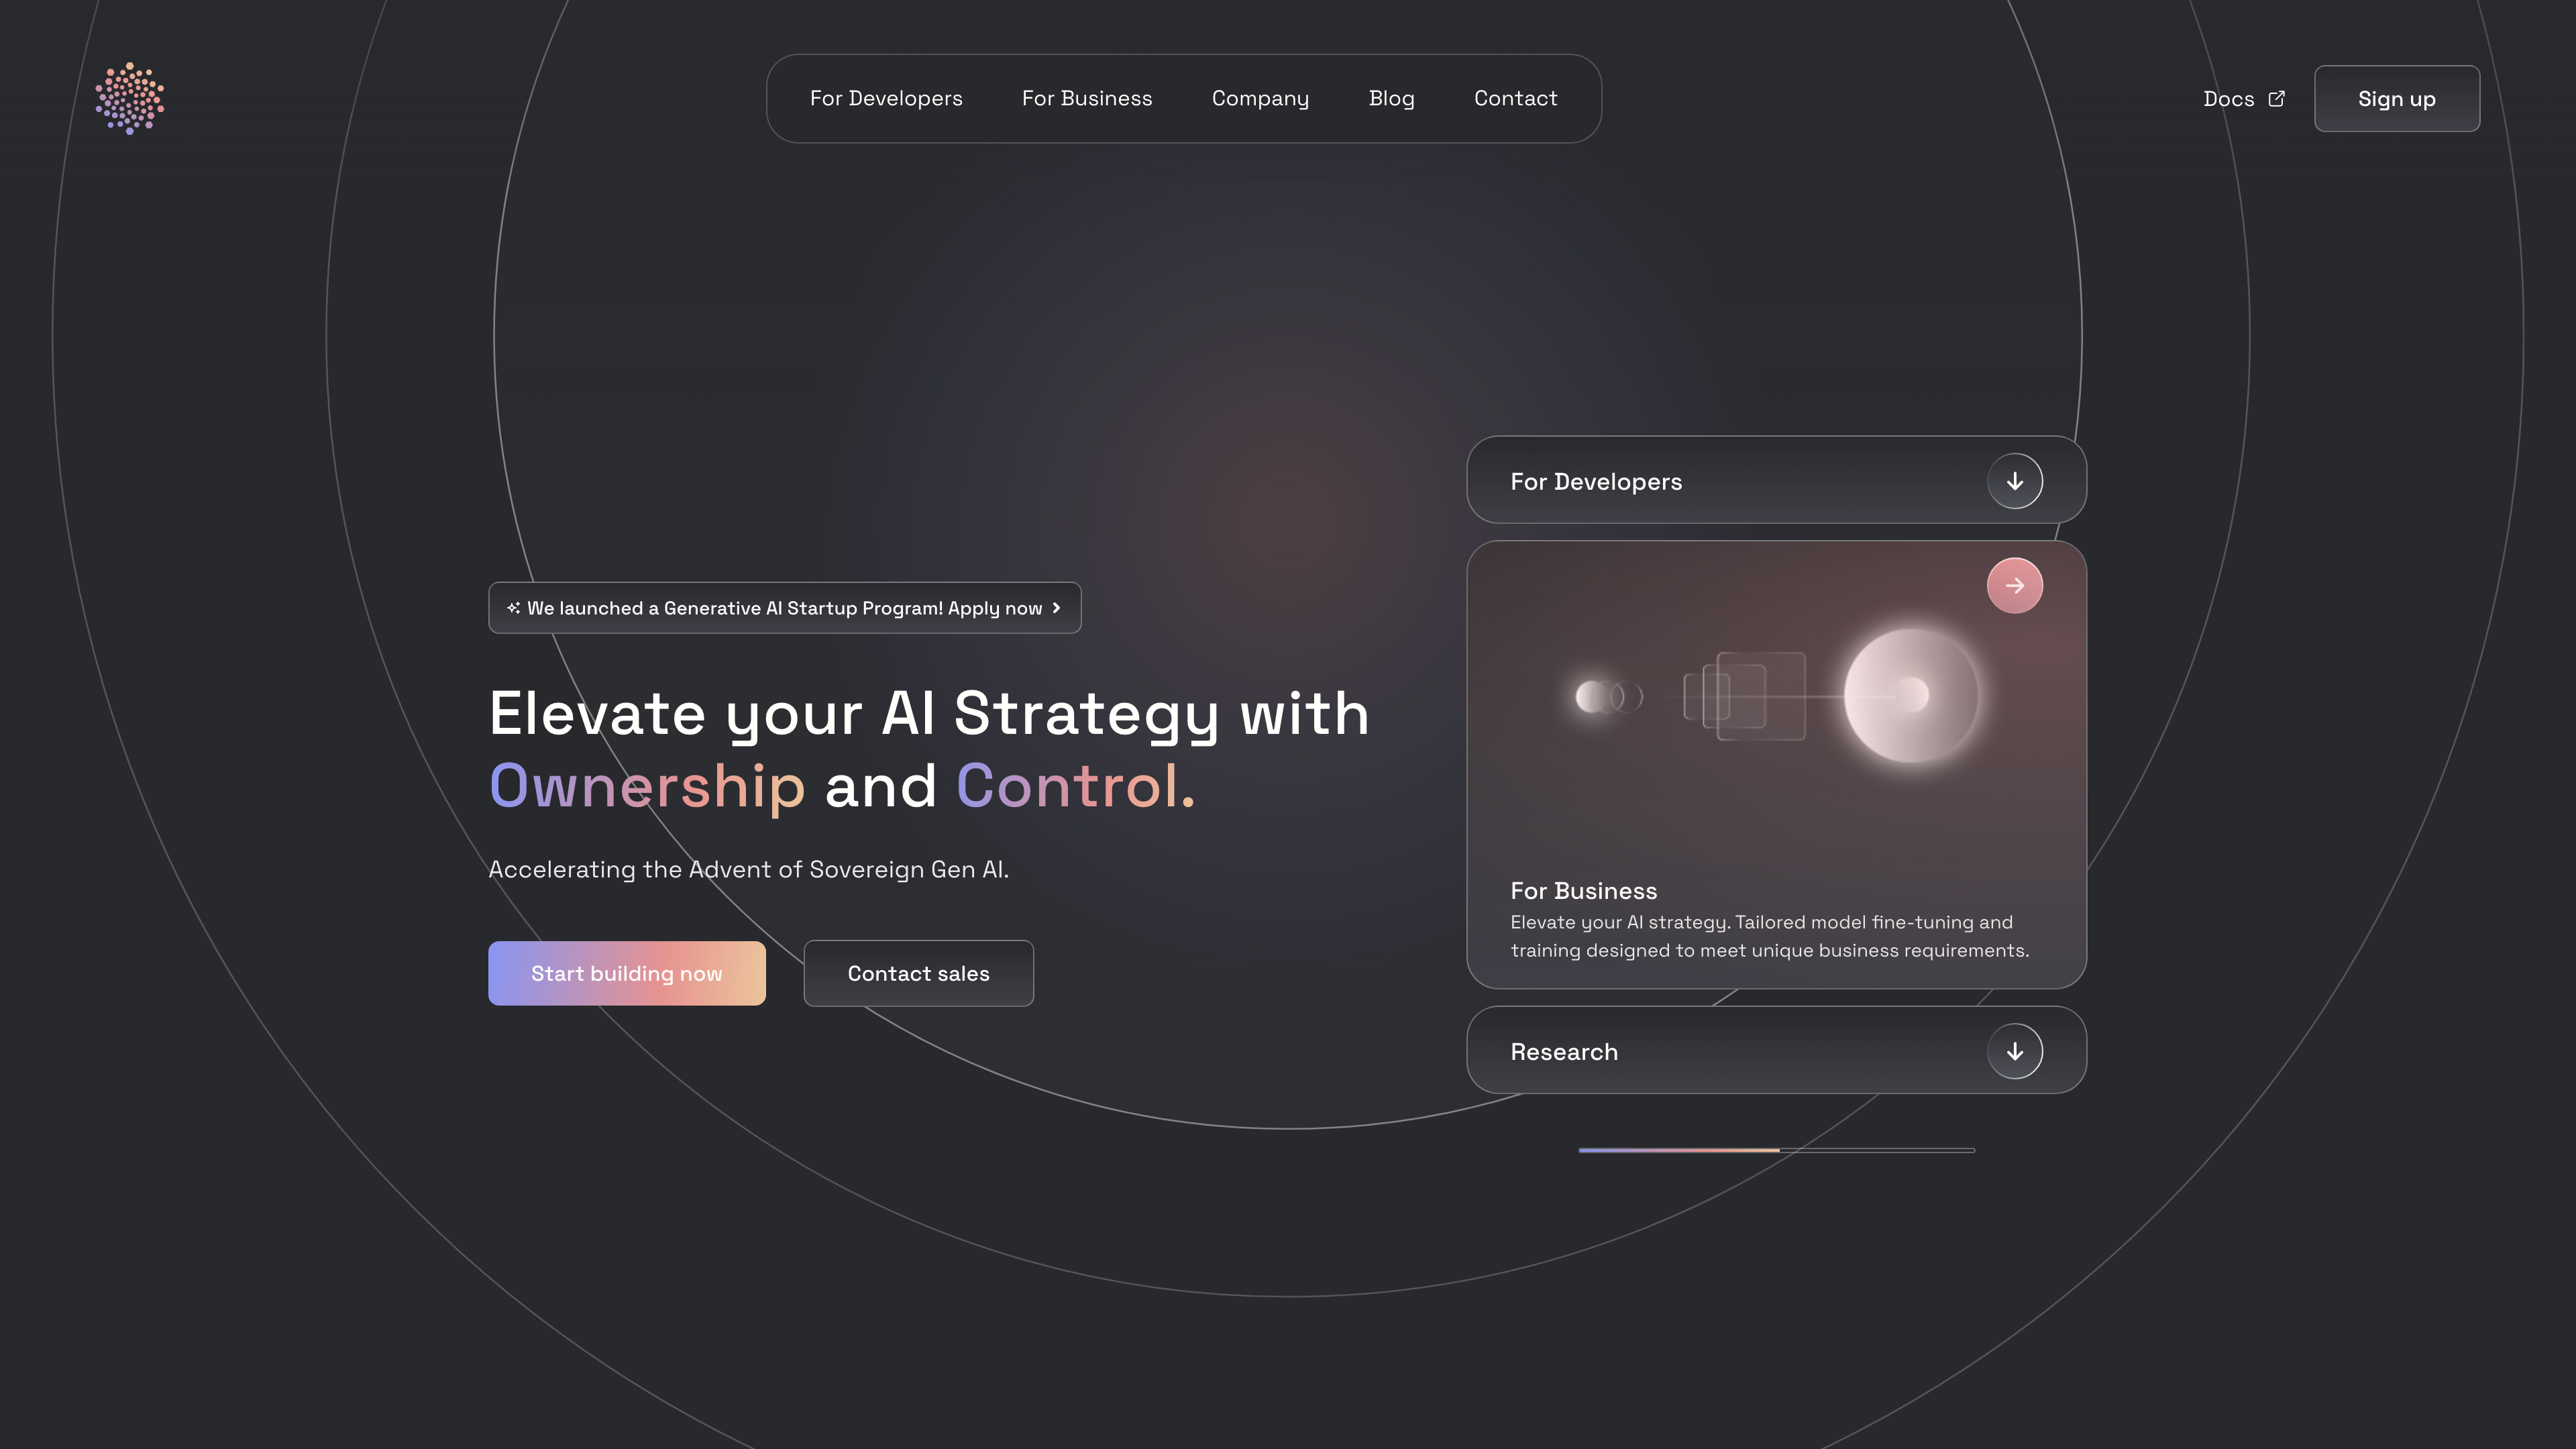 For Developers
For Business
Company
Blog
Contact
Docs
Sign up
We launched a Generative AI Startup Program! Apply now
Elevate your AI Strategy with
Ownership and Control.
Accelerating the Advent of Sovereign Gen AI.
Start building now
Contact sales
For Developers
For Business
Elevate your AI strategy. Tailored model fine-tuning and
training designed to meet unique business requirements.
Research